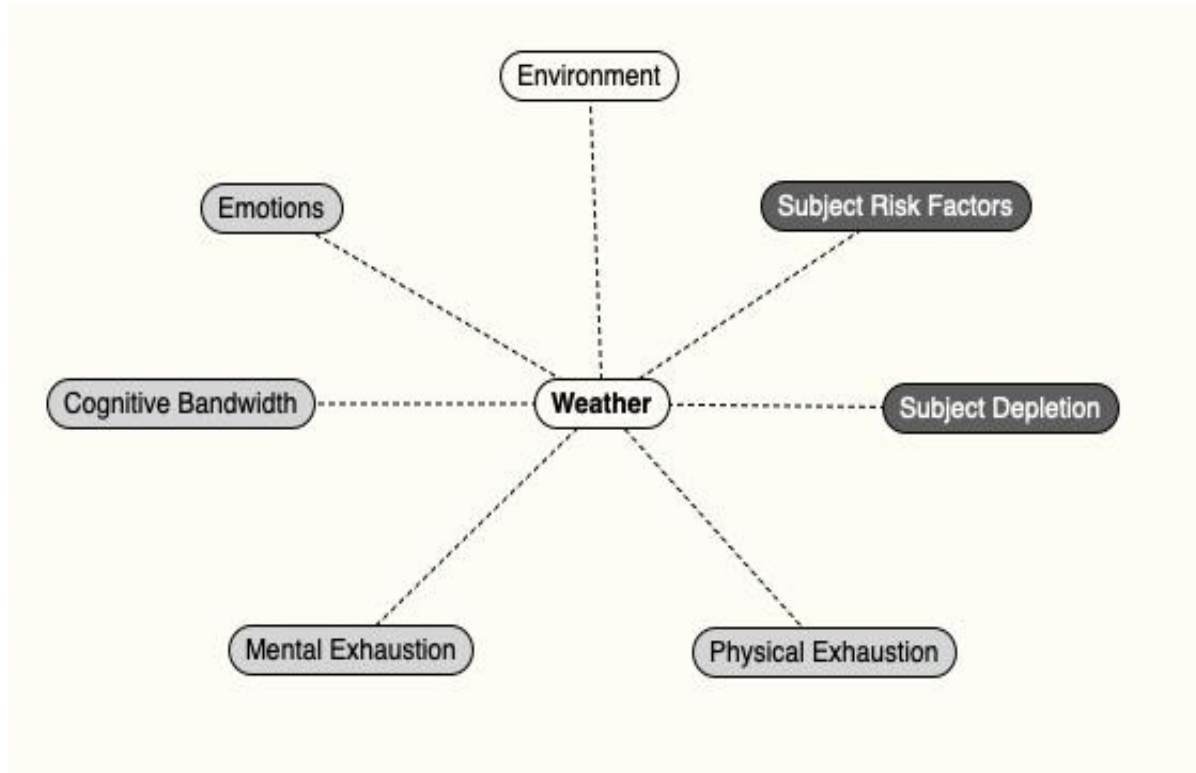 Environment
Emotions
Subject Risk Factors
Cognitive Bandwidth
Weather
Subject Depletion
Mental Exhaustion
Physical Exhaustion